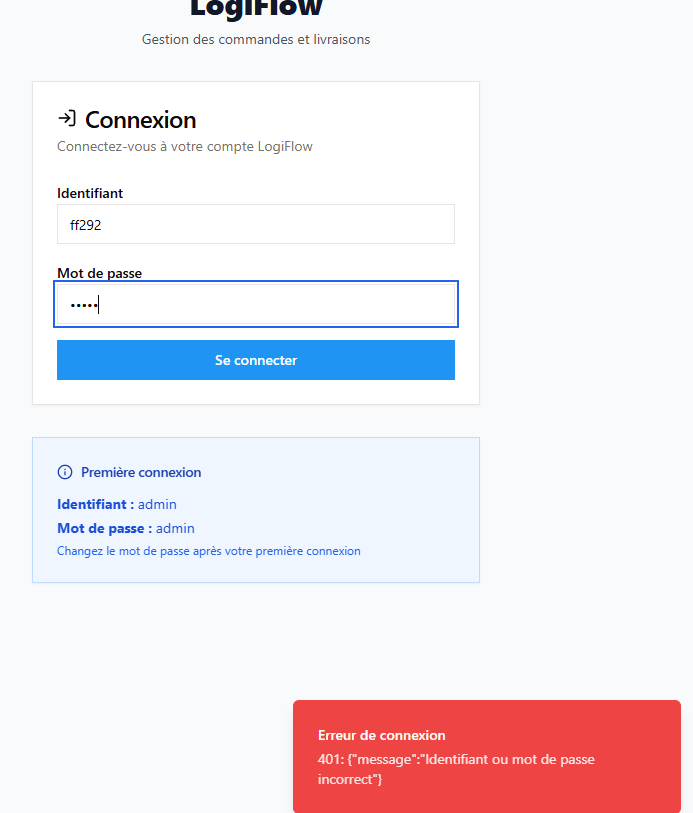 LogiFlow
Gestion des commandes et livraisons
Connexion
Connectez-vous à votre compte LogiFlow
Identifiant
ff292
Mot de passe
•••••
Se connecter
Première connexion
Identifiant : admin
Mot de passe : admin
Changez le mot de passe après votre première connexion
Erreur de connexion
401: {"message":"Identifiant ou mot de passe
incorrect"}